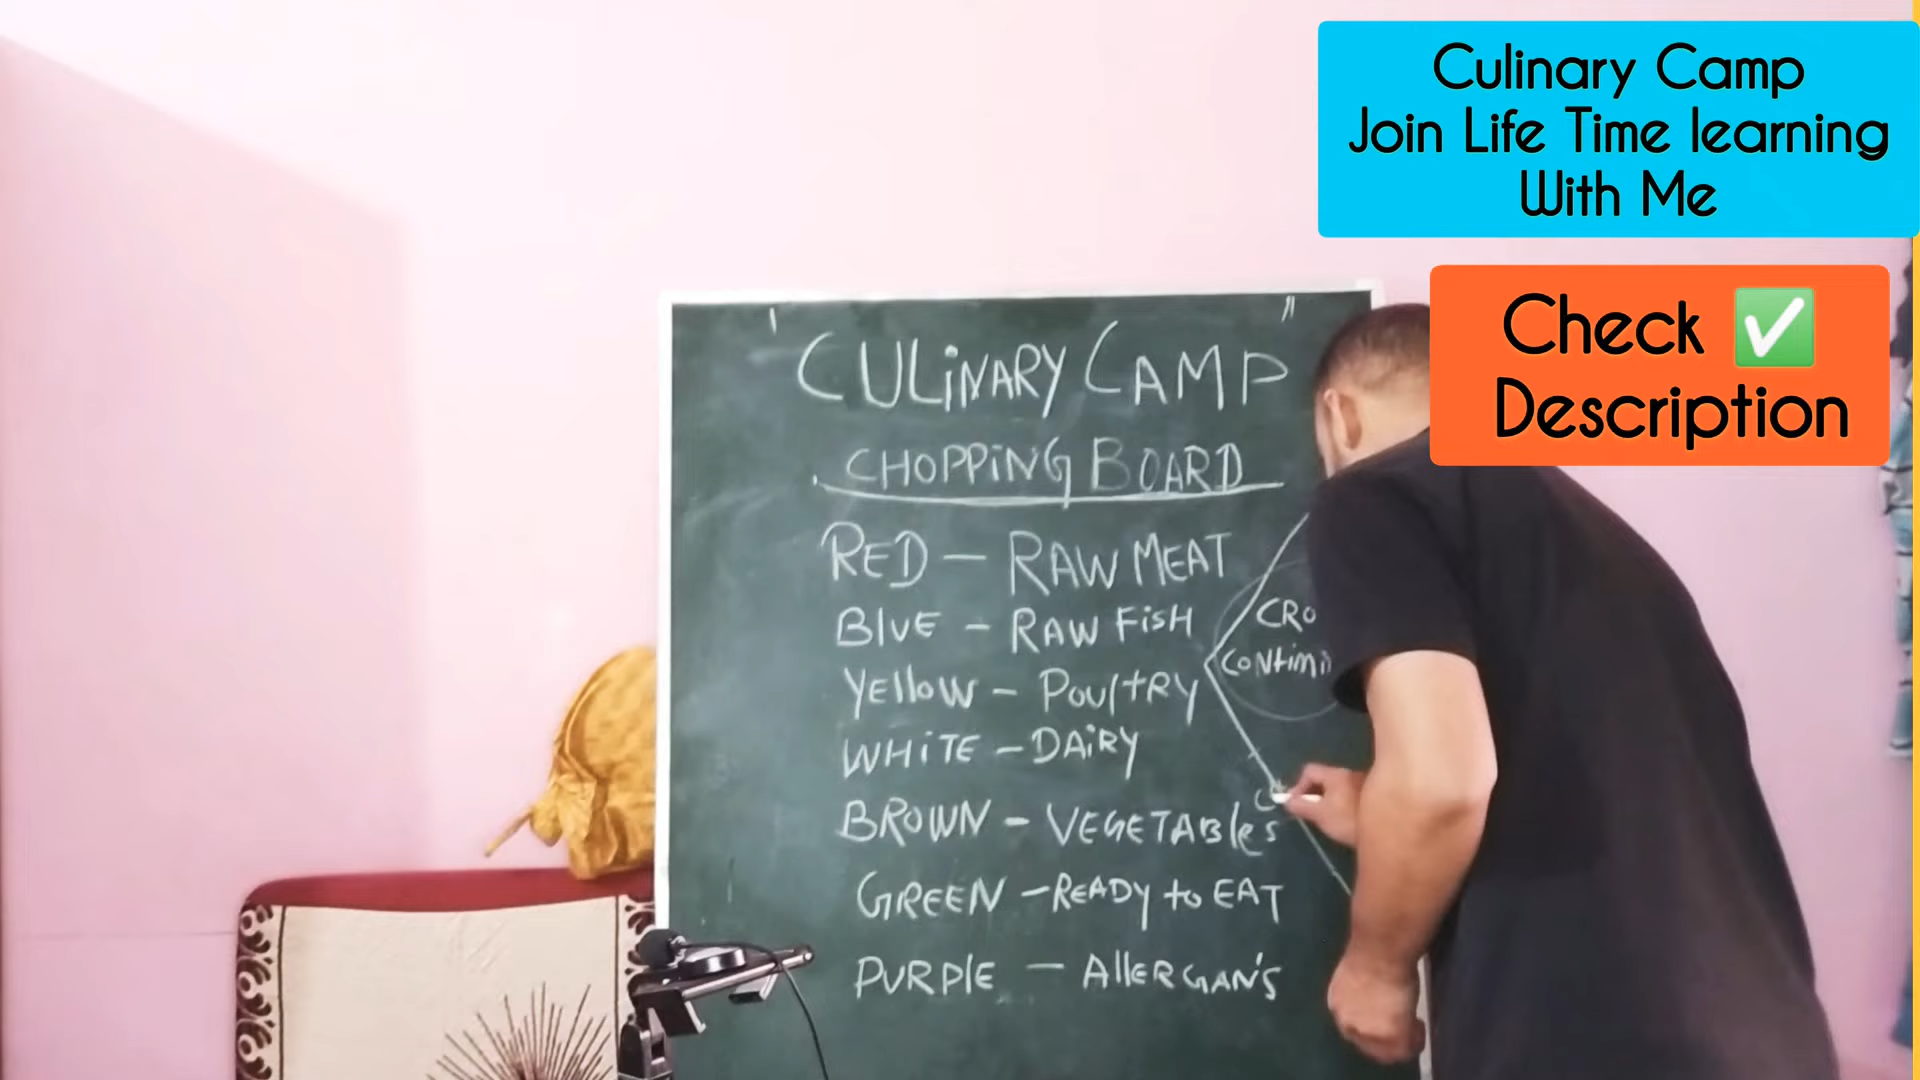 Culinary Camp
Join Life Time learning
With Me
Check ✅
Description
" CULiNARY CAMP "
CHOPPiNG BOARD
RED — RAW MEAT
BlUE — RAW FiSH
YEllOW — POUltRY
WHiTE — DAiRY
BROWN — VEGETABlES
GREEN — READY to EAT
PURPlE — AllERGAN'S